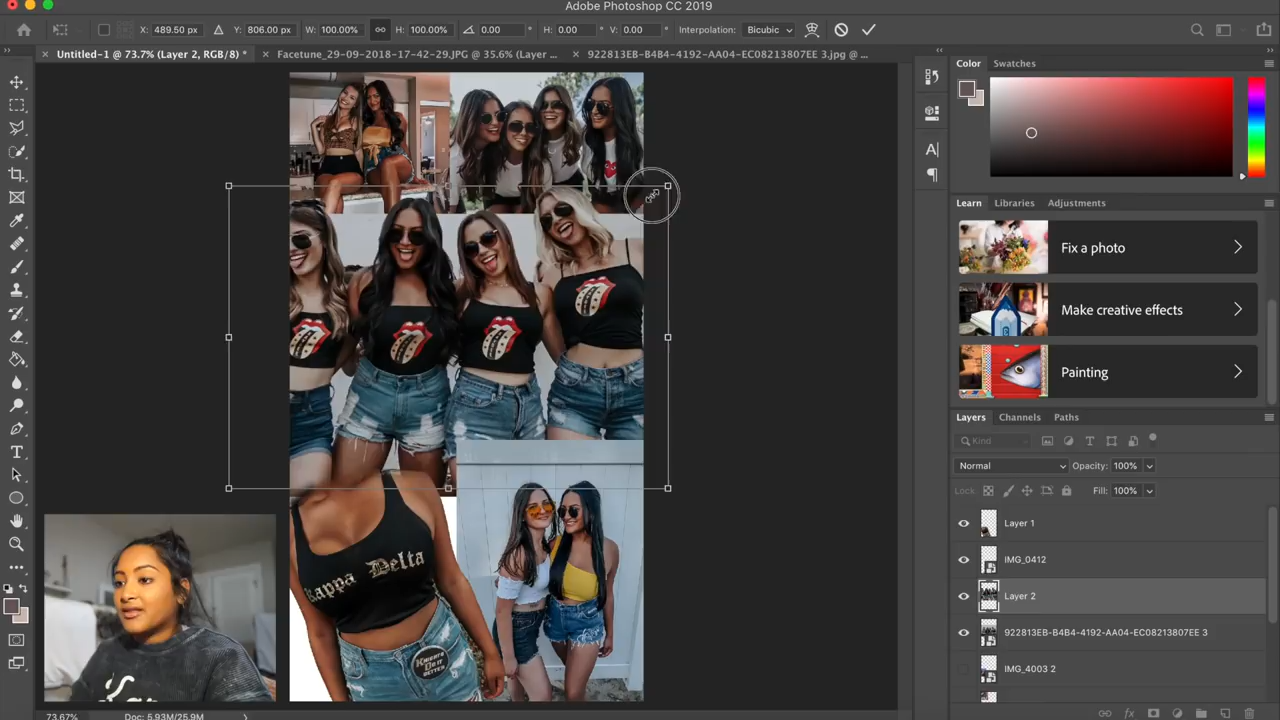 Adobe Photoshop CC 2019
X: 489.50 px
Y: 806.00 px
W: 100.00%
H: 100.00%
0.00
H: 0.00
V: 0.00
Interpolation:
Bicubic
Untitled-1 @ 73.7% (Layer 2, RGB/8) *
Facetune_29-09-2018-17-42-29.JPG @ 35.6% (Layer ...
922813EB-B4B4-4192-AA04-EC08213807EE 3.jpg @ ...
Color
Swatches
Learn
Libraries
Adjustments
Fix a photo
Make creative effects
Painting
Layers
Channels
Paths
Kind
Normal
Opacity: 100%
Lock:
Fill: 100%
Layer 1
IMG_0412
Layer 2
922813EB-B4B4-4192-AA04-EC08213807EE 3
IMG_4003 2
Kappa Delta
Knights
Do it
Better
73.67%
Doc: 5.93M/25.9M